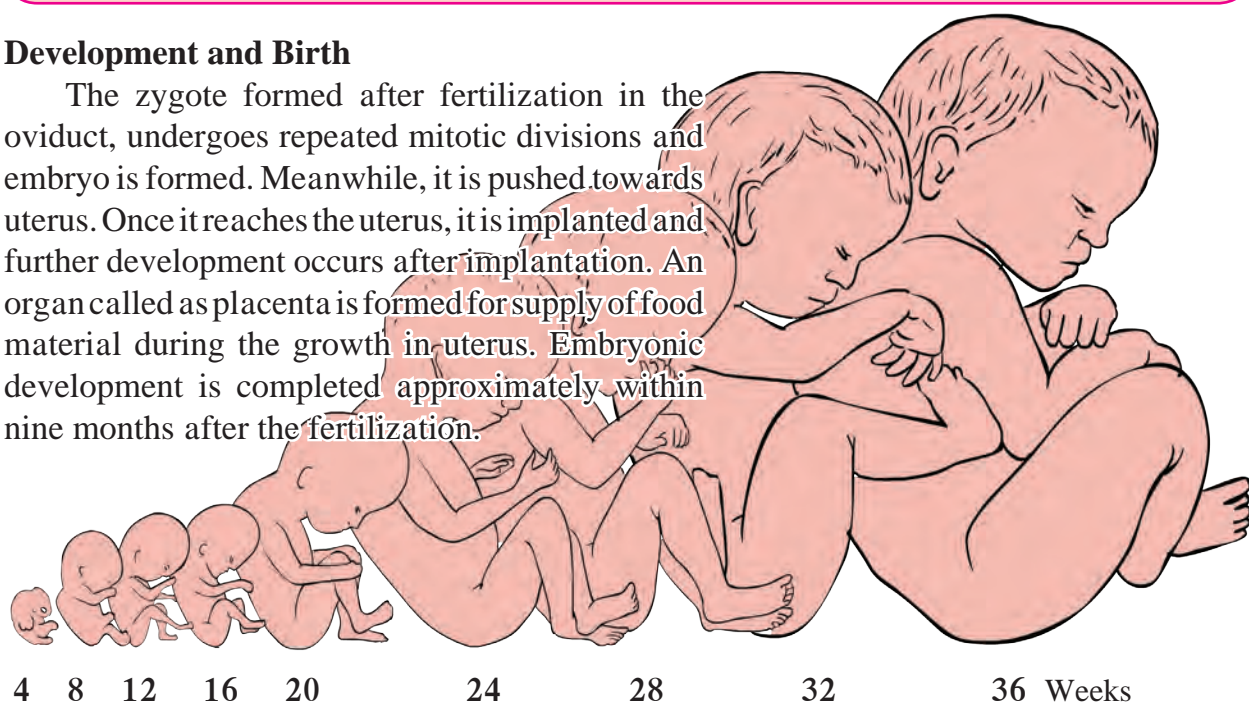 Development and Birth
The zygote formed after fertilization in the
oviduct, undergoes repeated mitotic divisions and
embryo is formed. Meanwhile, it is pushed towards
uterus. Once it reaches the uterus, it is implanted and
further development occurs after implantation. An
organ called as placenta is formed for supply of food
material during the growth in uterus. Embryonic
development is completed approximately within
nine months after the fertilization.
4 8 12 16 20 24 28 32 36 Weeks